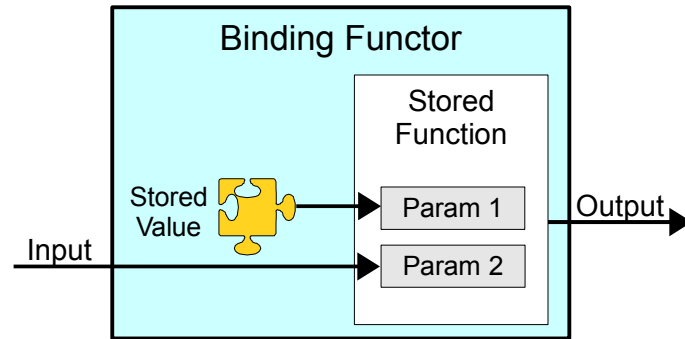 Binding Functor
Stored
Function
Stored
Value
Param 1
Output
Input
Param 2